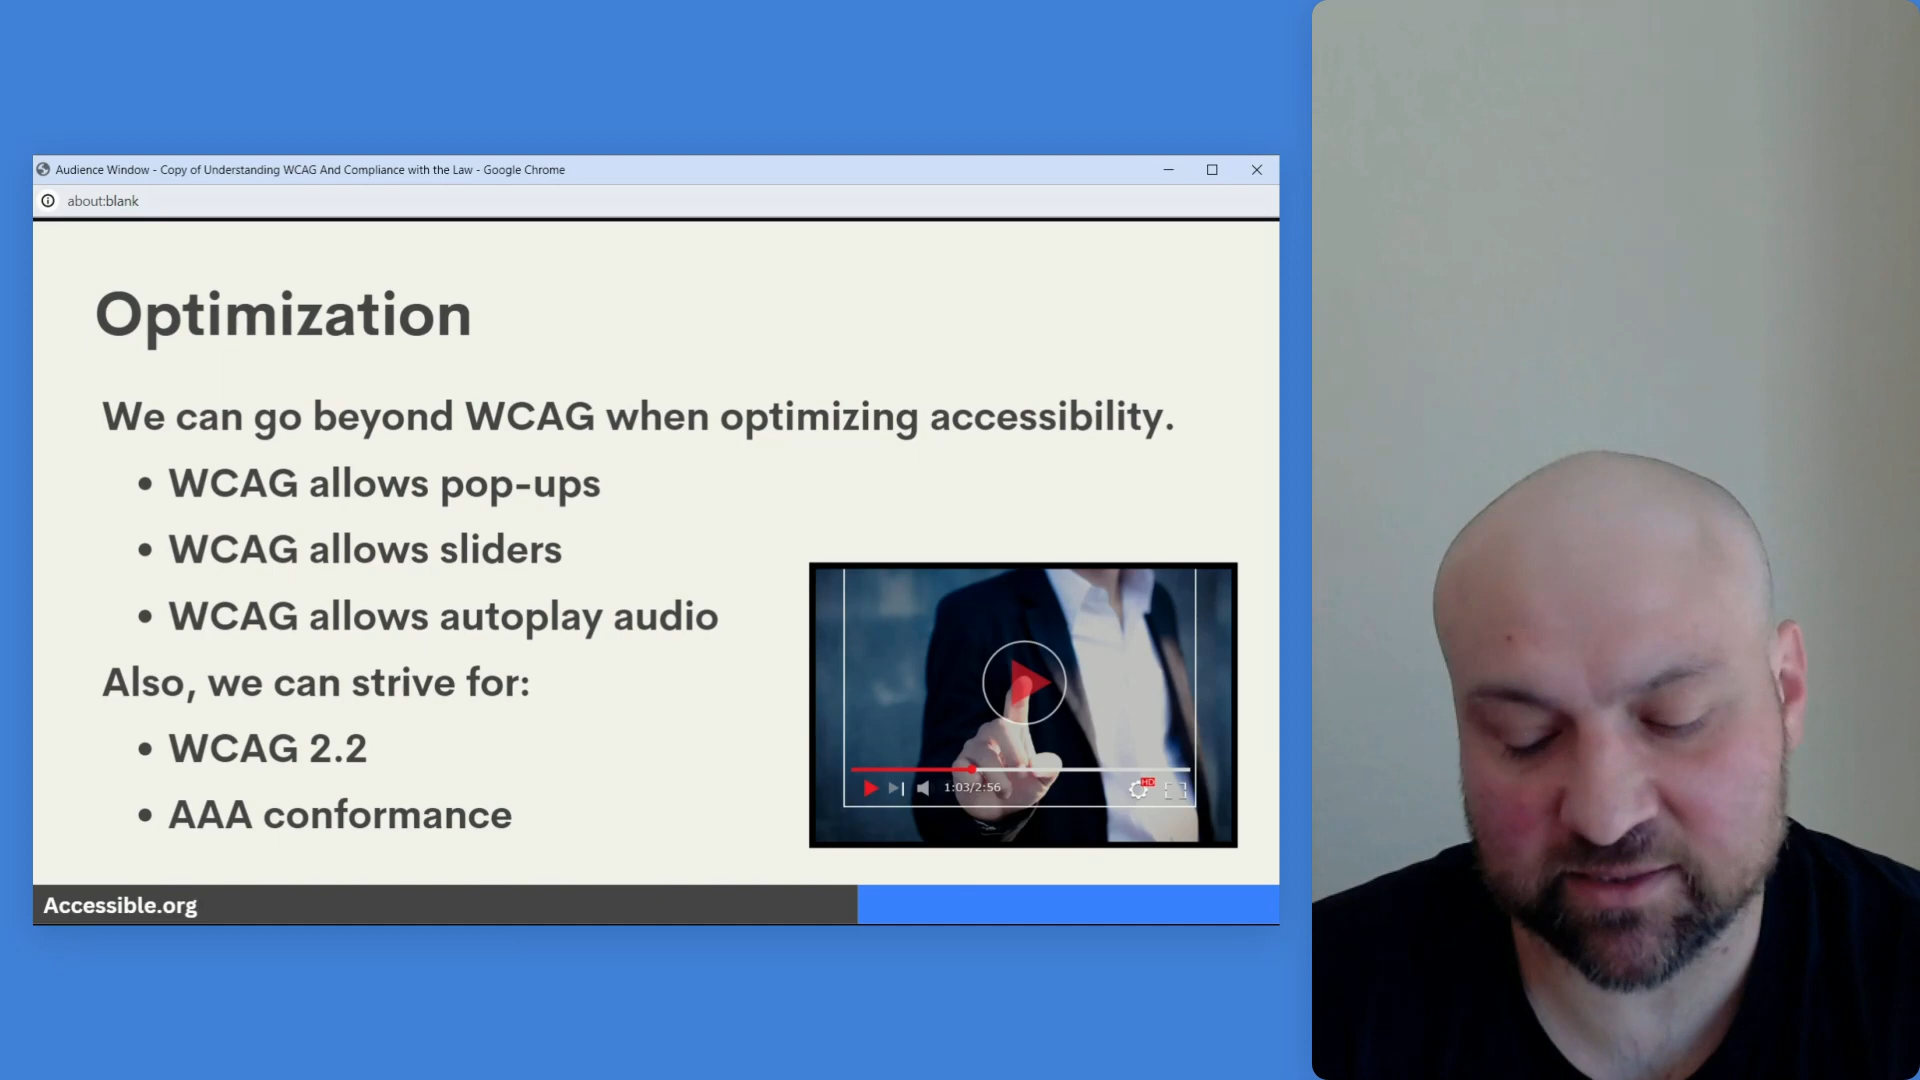 Audience Window - Copy of Understanding WCAG And Compliance with the Law - Google Chrome
about:blank
Optimization
We can go beyond WCAG when optimizing accessibility.
• WCAG allows pop-ups
• WCAG allows sliders
• WCAG allows autoplay audio
Also, we can strive for:
• WCAG 2.2
• AAA conformance
1:03/2:56
HD
Accessible.org